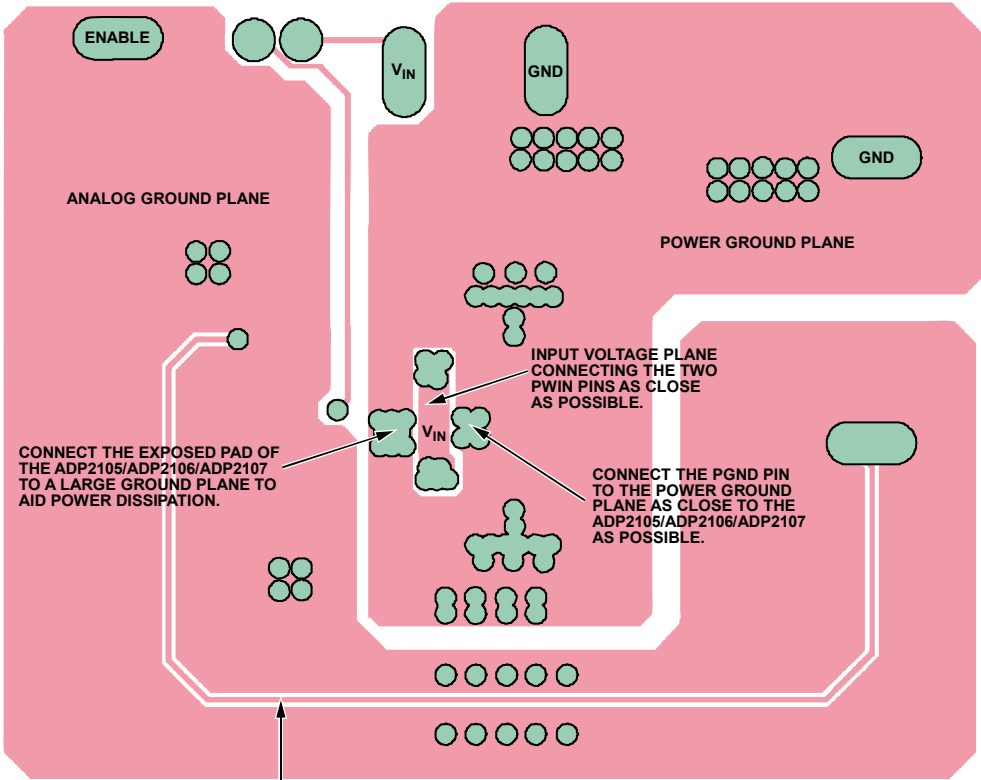 ENABLE
VIN
GND
GND
ANALOG GROUND PLANE
POWER GROUND PLANE
INPUT VOLTAGE PLANE
CONNECTING THE TWO
PWIN PINS AS CLOSE
AS POSSIBLE.
VIN
CONNECT THE EXPOSED PAD OF
THE ADP2105/ADP2106/ADP2107
TO A LARGE GROUND PLANE TO
AID POWER DISSIPATION.
CONNECT THE PGND PIN
TO THE POWER GROUND
PLANE AS CLOSE TO THE
ADP2105/ADP2106/ADP2107
AS POSSIBLE.